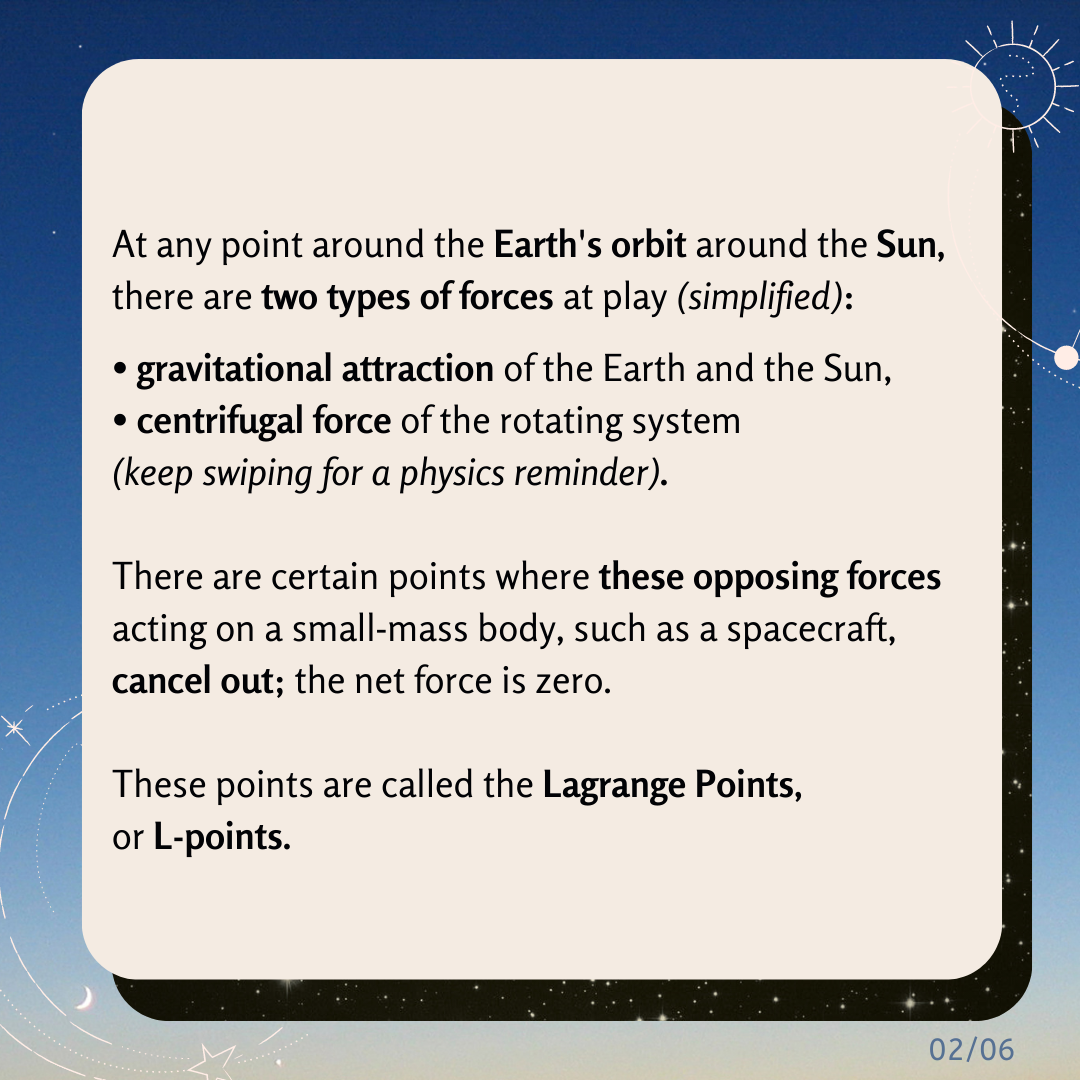 At any point around the Earth's orbit around the Sun,
there are two types of forces at play (simplified):
• gravitational attraction of the Earth and the Sun,
• centrifugal force of the rotating system
(keep swiping for a physics reminder).
There are certain points where these opposing forces
acting on a small-mass body, such as a spacecraft,
cancel out; the net force is zero.
These points are called the Lagrange Points,
or L-points.
02/06